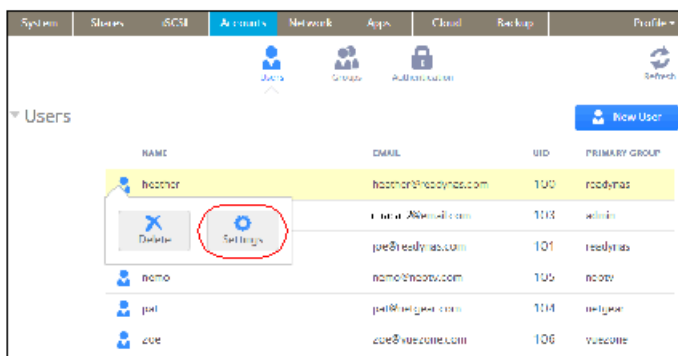 System Shares iSCSI Accounts Network Apps Cloud Backup Profile
Users Groups Authentication Refresh
Users New User
NAME EMAIL UID PRIMARY GROUP
heather heather@readynas.com 100 readynas
103 admin
Delete Settings
joe@readynas.com 101 readynas
nemo nemo@neotv.com 105 neotv
pat pat@netgear.com 104 netgear
zoe zoe@vuezone.com 106 vuezone